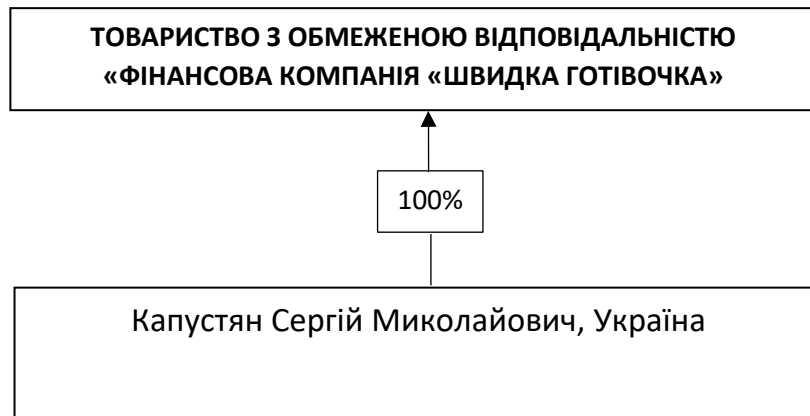 ТОВАРИСТВО З ОБМЕЖЕНОЮ ВІДПОВІДАЛЬНІСТЮ
«ФІНАНСОВА КОМПАНІЯ «ШВИДКА ГОТІВОЧКА»
100%
Капустян Сергій Миколайович, Україна